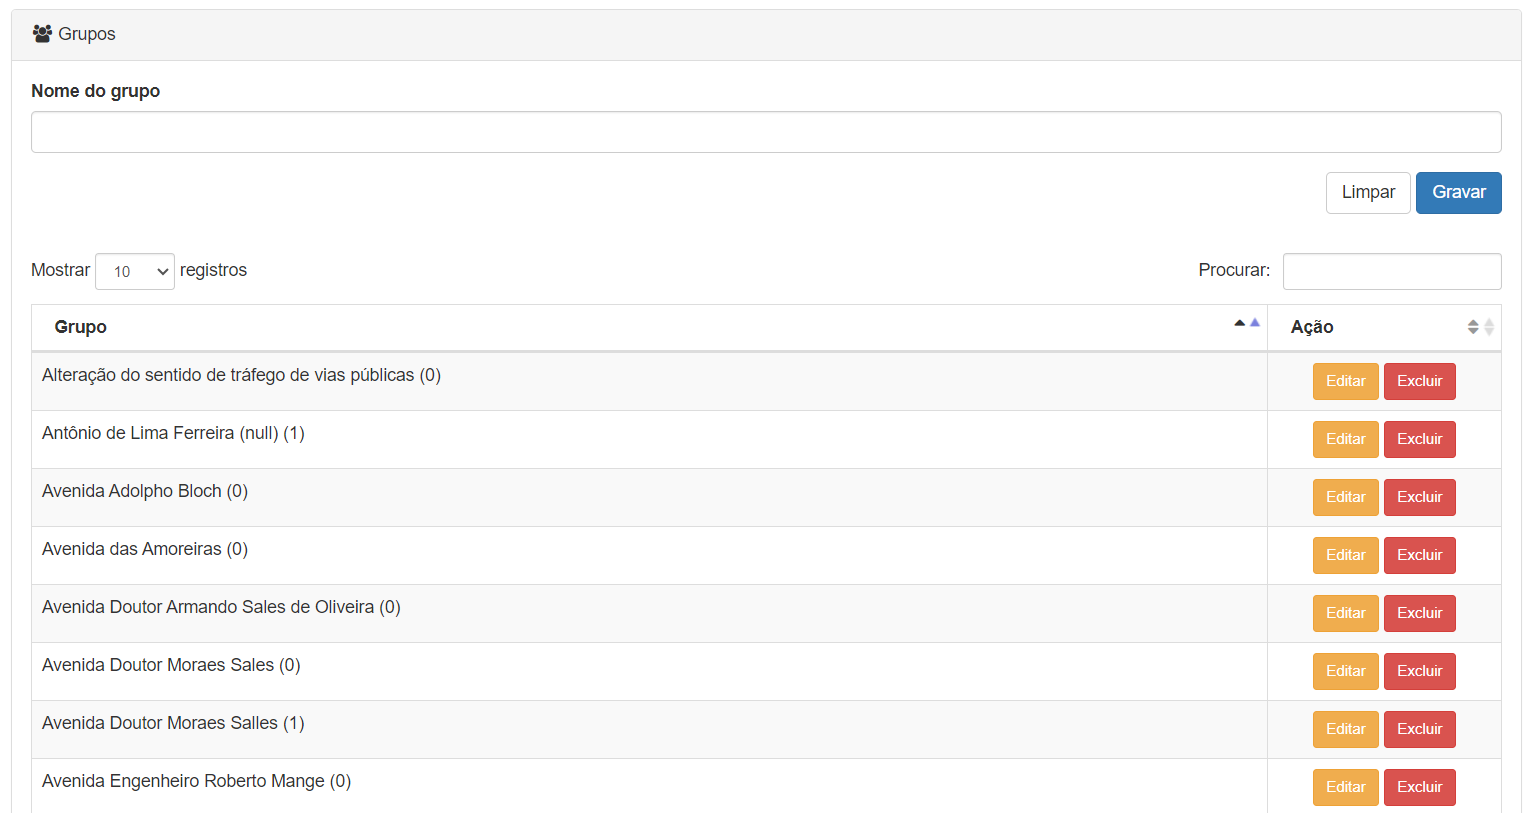 Grupos
Nome do grupo
Limpar Gravar
Mostrar 10 registros Procurar:
Grupo Ação
Alteração do sentido de tráfego de vias públicas (0) Editar Excluir
Antônio de Lima Ferreira (null) (1) Editar Excluir
Avenida Adolpho Bloch (0) Editar Excluir
Avenida das Amoreiras (0) Editar Excluir
Avenida Doutor Armando Sales de Oliveira (0) Editar Excluir
Avenida Doutor Moraes Sales (0) Editar Excluir
Avenida Doutor Moraes Salles (1) Editar Excluir
Avenida Engenheiro Roberto Mange (0) Editar Excluir